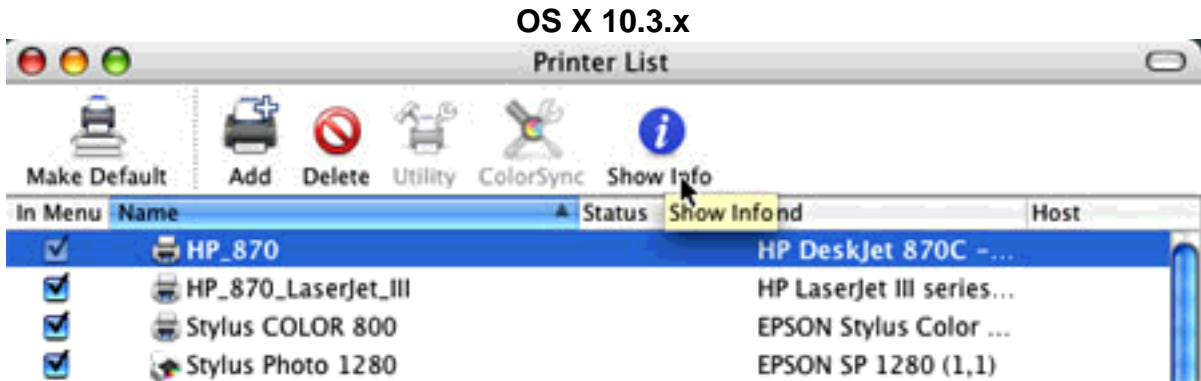 OS X 10.3.x
Printer List
Make Default Add Delete Utility ColorSync Show Info
In Menu Name Status Show Info nd Host
HP_870 HP DeskJet 870C -...
HP_870_LaserJet_III HP LaserJet III series...
Stylus COLOR 800 EPSON Stylus Color ...
Stylus Photo 1280 EPSON SP 1280 (1,1)